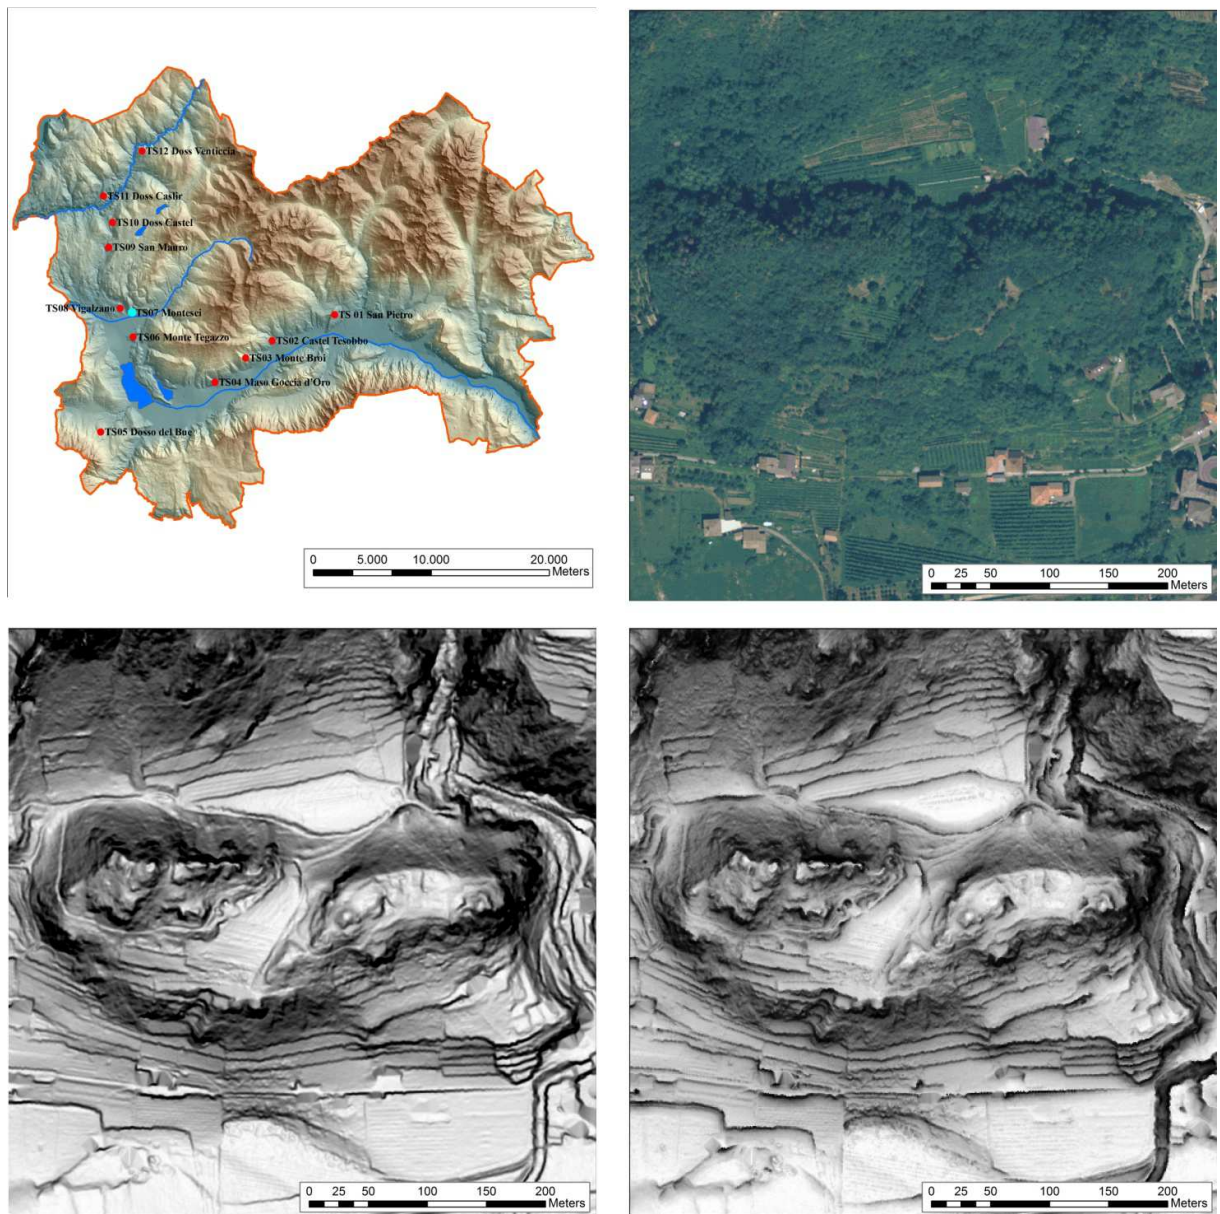 TS12 Doss Venticcia
TS11 Doss Caslir
TS10 Doss Castel
TS09 San Mauro
TS08 Vigalzano
TS07 Montesei
TS 01 San Pietro
TS06 Monte Tegazzo
TS02 Castel Tesobbo
TS03 Monte Broi
TS04 Maso Goccia d'Oro
TS05 Dosso del Bue
0 5.000 10.000 20.000
Meters
0 25 50 100 150 200
Meters
0 25 50 100 150 200
Meters
0 25 50 100 150 200
Meters